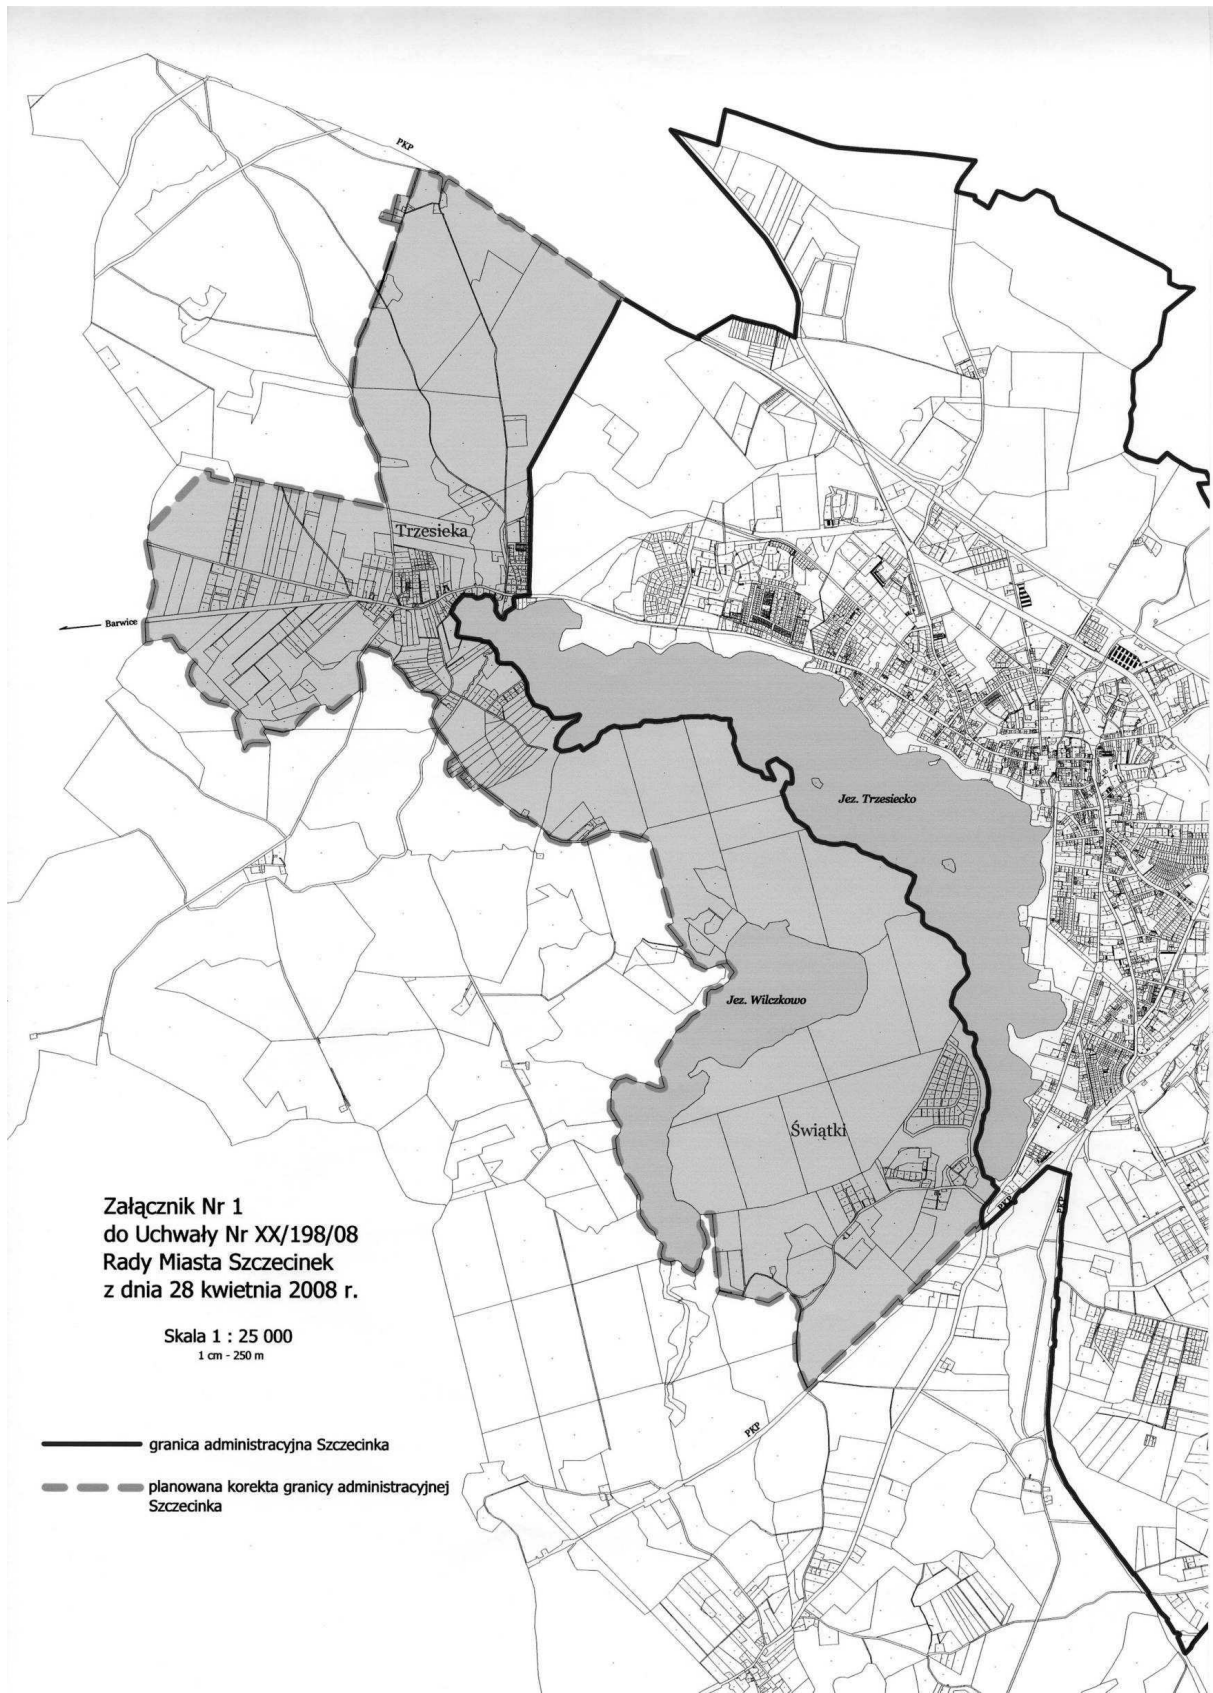 PKP
Trzesieka
Barwice
Jez. Trzesiecko
Jez. Wilczkowo
Świątki
PKP
PKP
PKP
Załącznik Nr 1
do Uchwały Nr XX/198/08
Rady Miasta Szczecinek
z dnia 28 kwietnia 2008 r.
Skala 1 : 25 000
1 cm - 250 m
granica administracyjna Szczecinka
planowana korekta granicy administracyjnej
Szczecinka